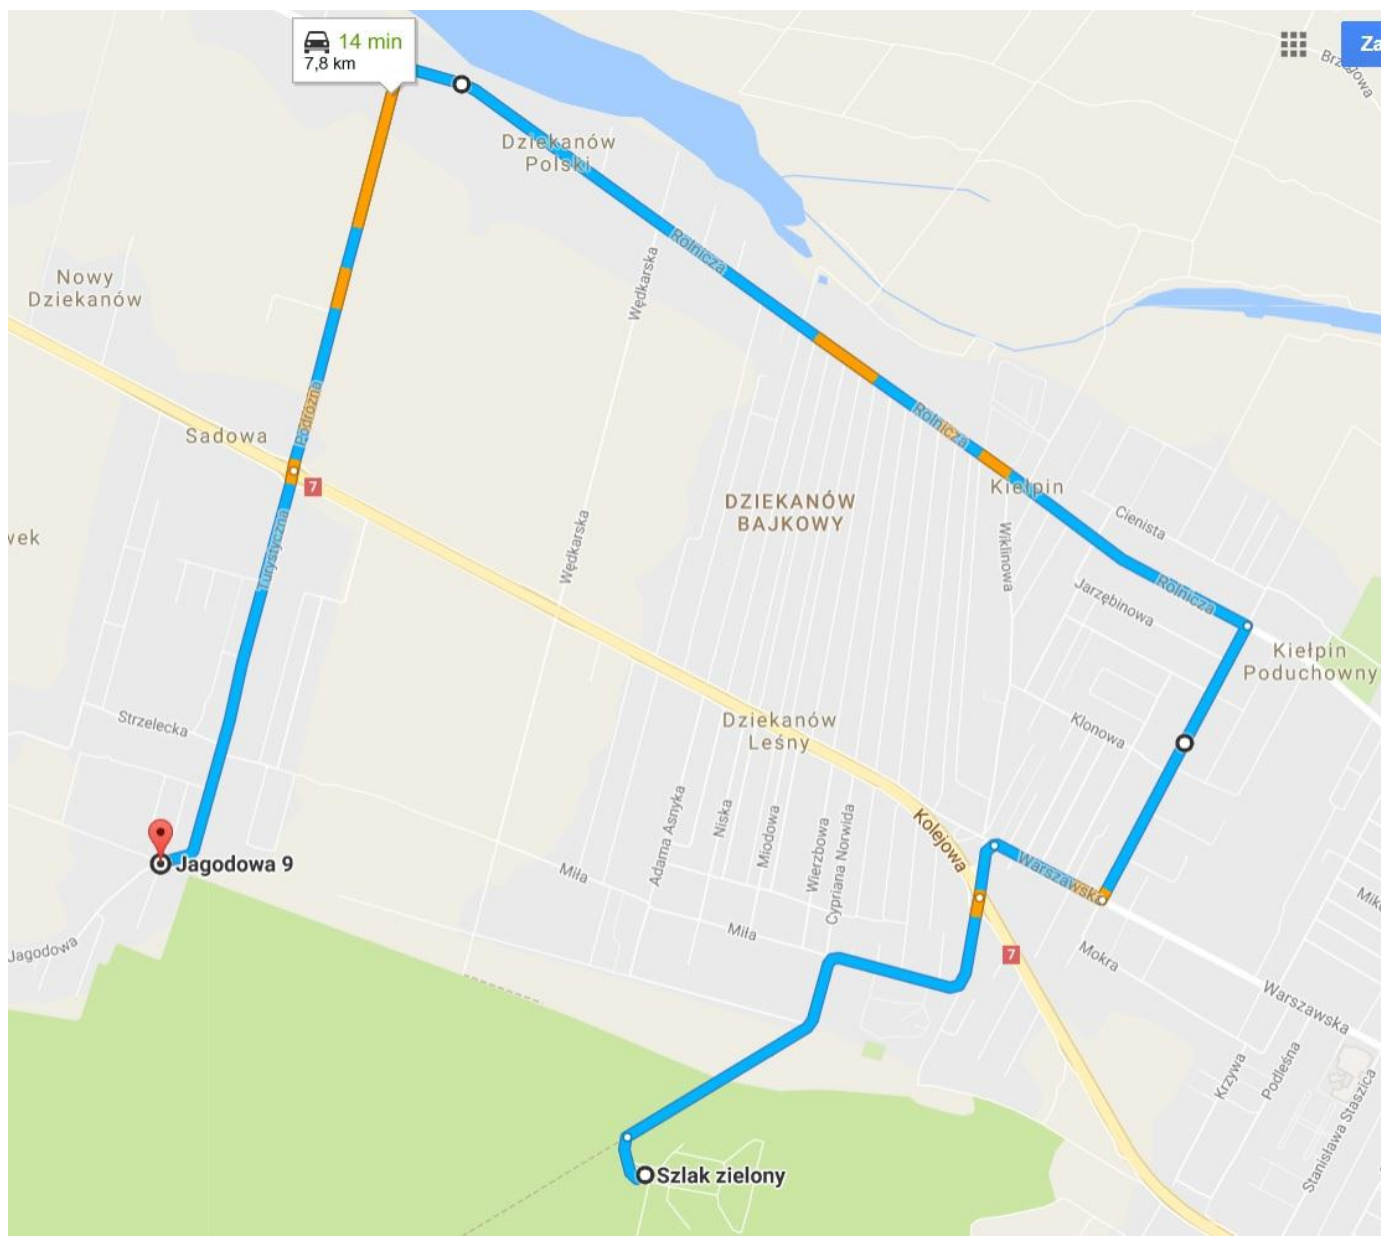 14 min
7,8 km
Za
Brzegowa
Dziekanów
Polski
Rolnicza
Wędkarska
Nowy
Dziekanów
Podróżna
Sadowa
7
Rolnicza
Kiełpin
DZIEKANÓW
BAJKOWY
Cienista
wek
Turystyczna
Wędkarska
Wiklinowa
Jarzębinowa
Rolnicza
Kiełpin
Poduchowny
Strzelecka
Dziekanów
Leśny
Klonowa
Adama Asnyka
Niska
Miodowa
Wierzbowa
Cypriana Norwida
Kolejowa
Jagodowa 9
Miła
Warszawska
Jagodowa
Miła
7
Mokra
Warszawska
Krzywa
Podleśna
Stanisława Staszica
Szlak zielony